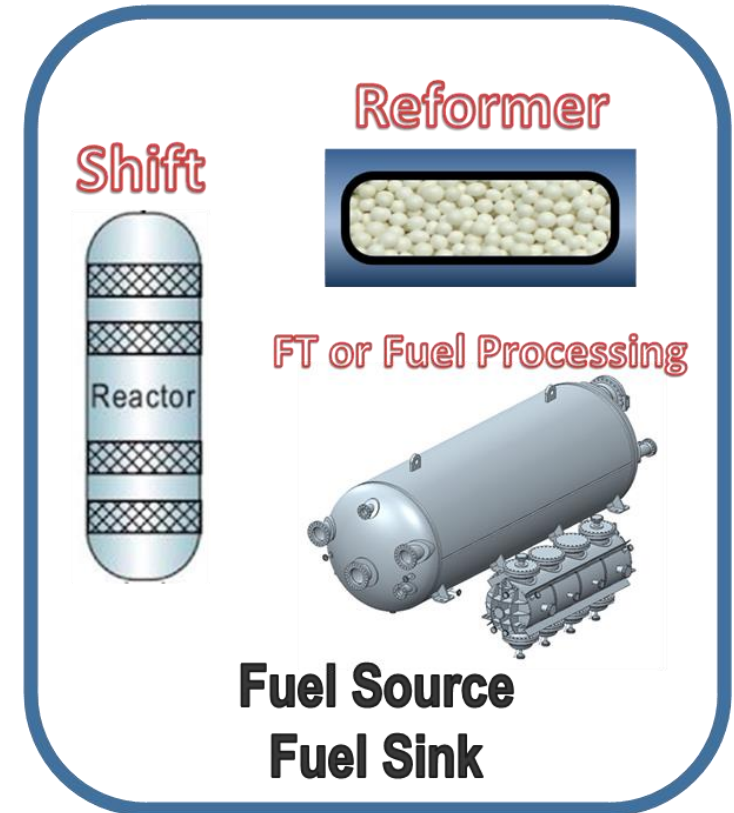 Reformer
Shift
Reactor
FT or Fuel Processing
Fuel Source
Fuel Sink